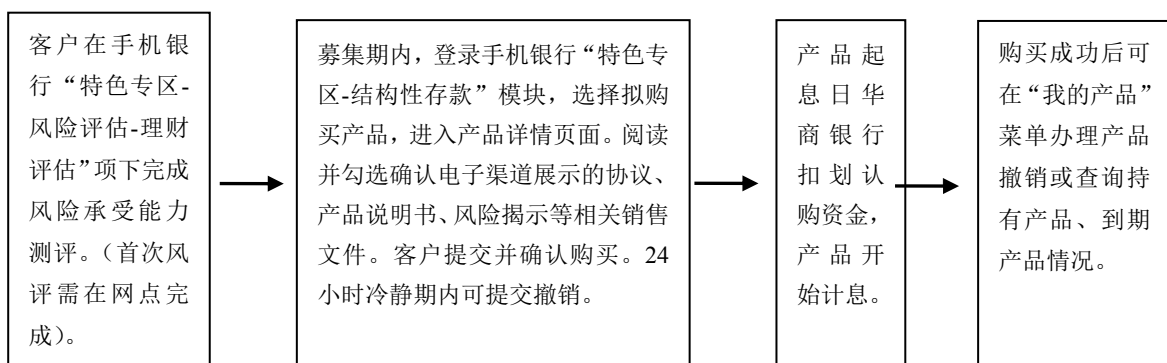 客户在手机银
行“特色专区-
风险评估-理财
评估”项下完成
风险承受能力
测评。（首次风
评需在网点完
成）。
募集期内，登录手机银行“特色专
区-结构性存款”模块，选择拟购
买产品，进入产品详情页面。阅读
并勾选确认电子渠道展示的协议、
产品说明书、风险揭示等相关销售
文件。客户提交并确认购买。24
小时冷静期内可提交撤销。
产品起
息日华
商银行
扣划认
购资金，
产品开
始计息。
购买成功后可
在“我的产品”
菜单办理产品
撤销或查询持
有产品、到期
产品情况。